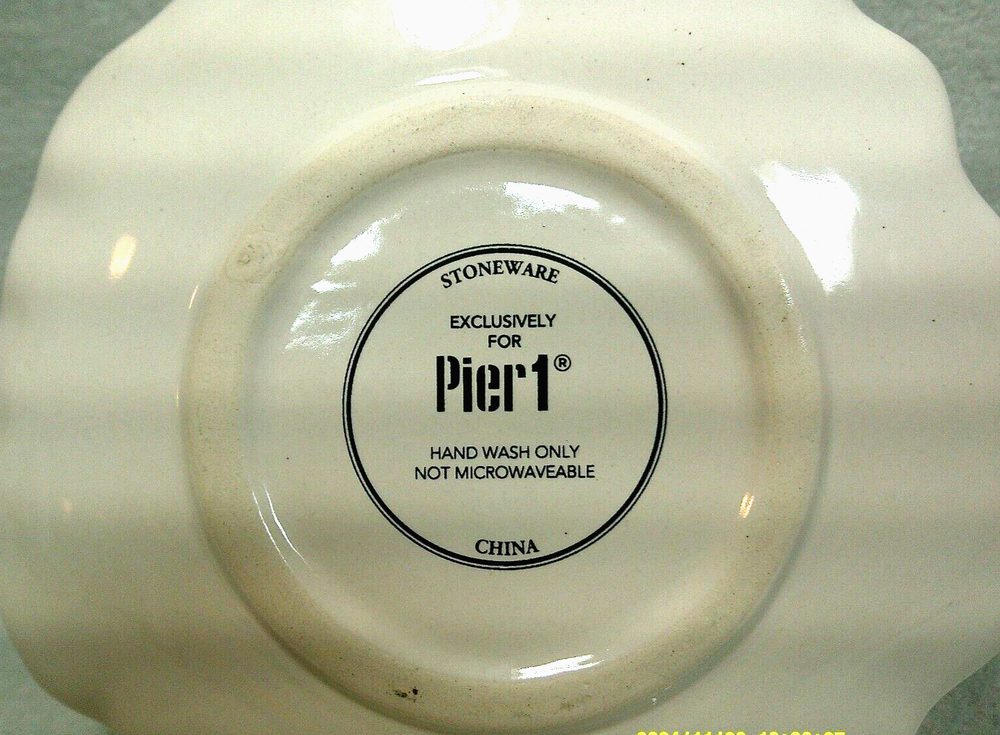 STONEWARE
EXCLUSIVELY
FOR
Pier1®
HAND WASH ONLY
NOT MICROWAVEABLE
CHINA